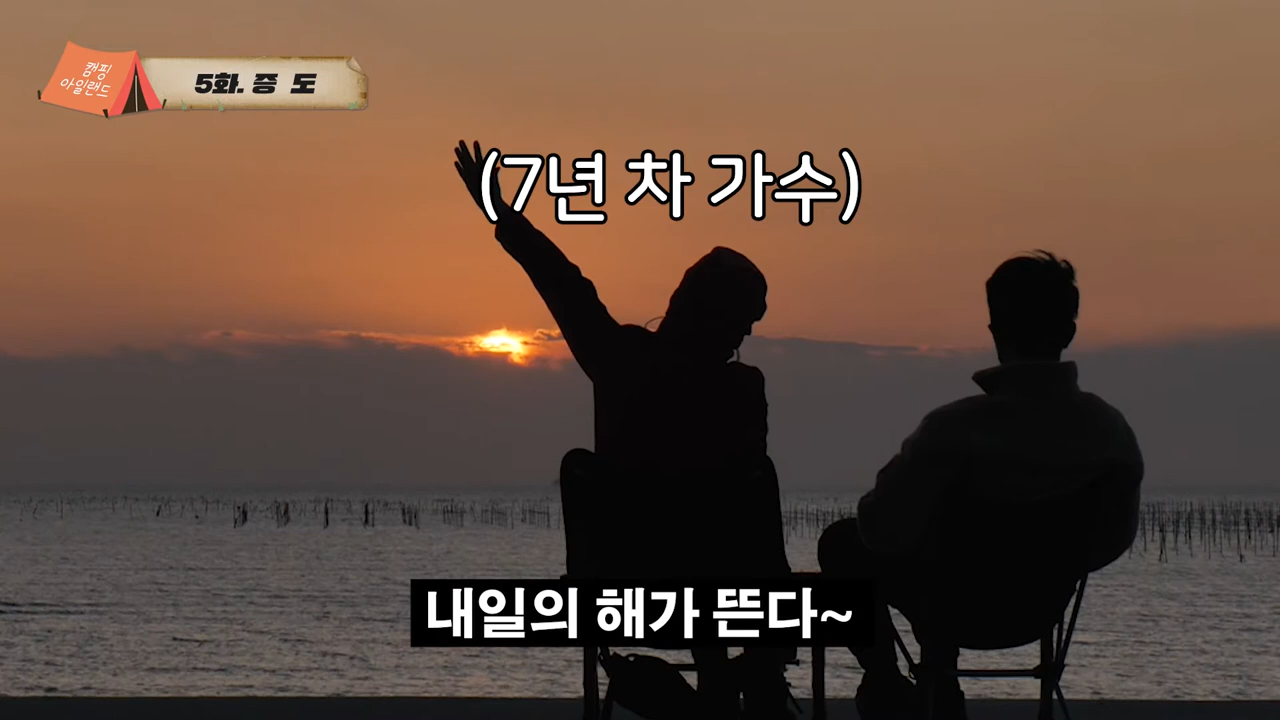 캠핑
아일랜드
5화. 증 도
(7년 차 가수)
내일의 해가 뜬다~